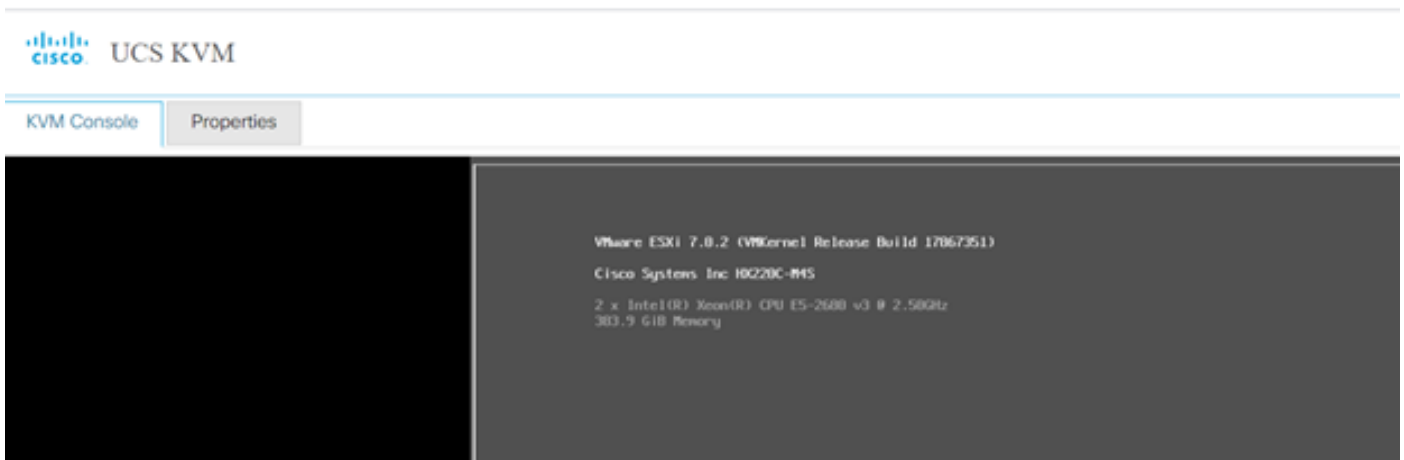 cisco
UCS KVM
KVM Console
Properties
VMware ESXi 7.0.2 (VMKernel Release Build 17867351)
Cisco Systems Inc HX220C-M4S
2 x Intel(R) Xeon(R) CPU E5-2680 v3 @ 2.50GHz
383.9 GiB Memory